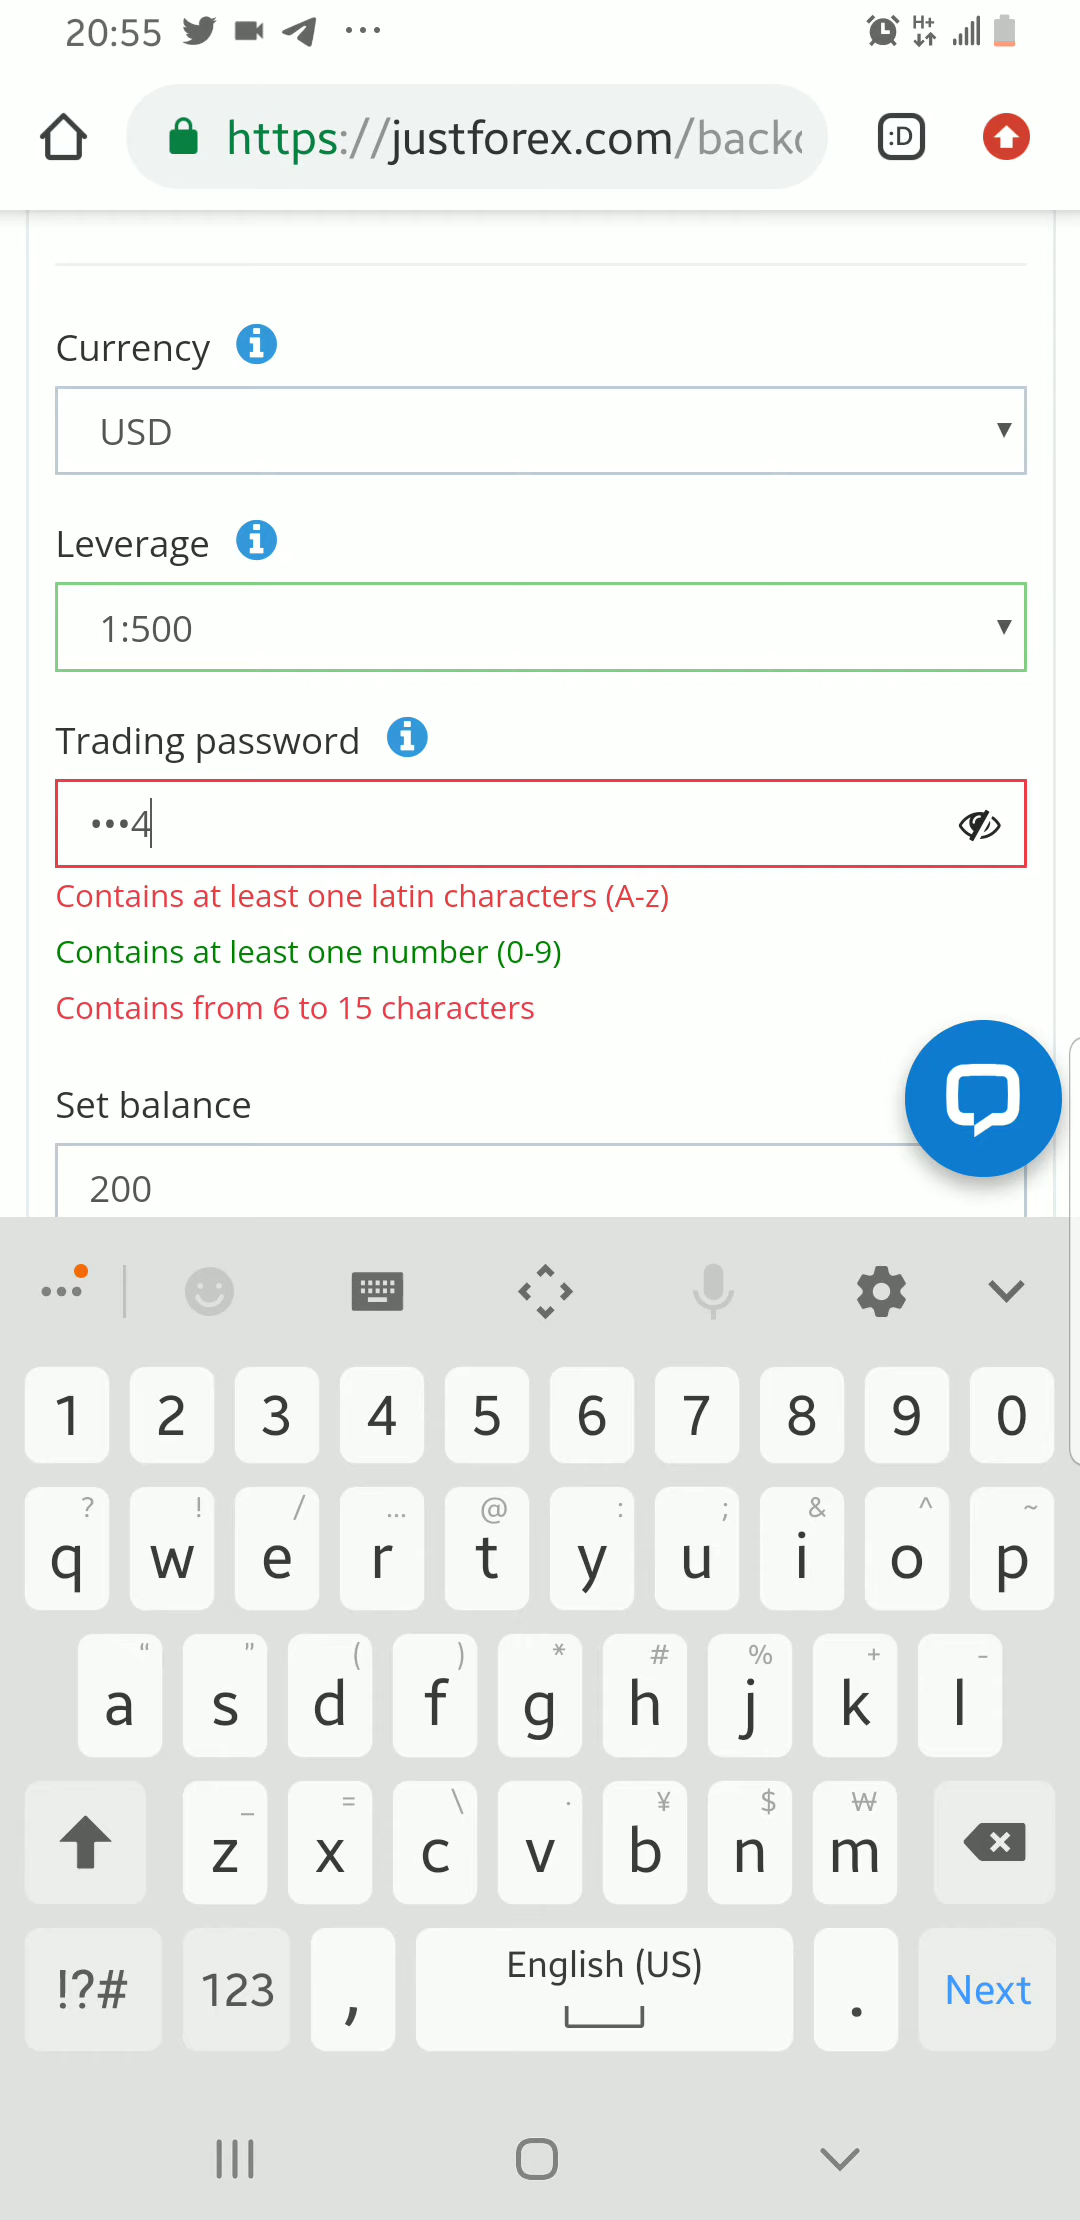 20:55
H+
https://justforex.com/back
:D
Currency
USD
Leverage
1:500
Trading password
•••4
Contains at least one latin characters (A-z)
Contains at least one number (0-9)
Contains from 6 to 15 characters
Set balance
200
1 2 3 4 5 6 7 8 9 0
? ! / ... @ : ; & ^ ~
q w e r t y u i o p
“ ” ( ) * # % + -
a s d f g h j k l
_ = \ · ¥ $ ₩
z x c v b n m
!?# 123 , English (US) . Next